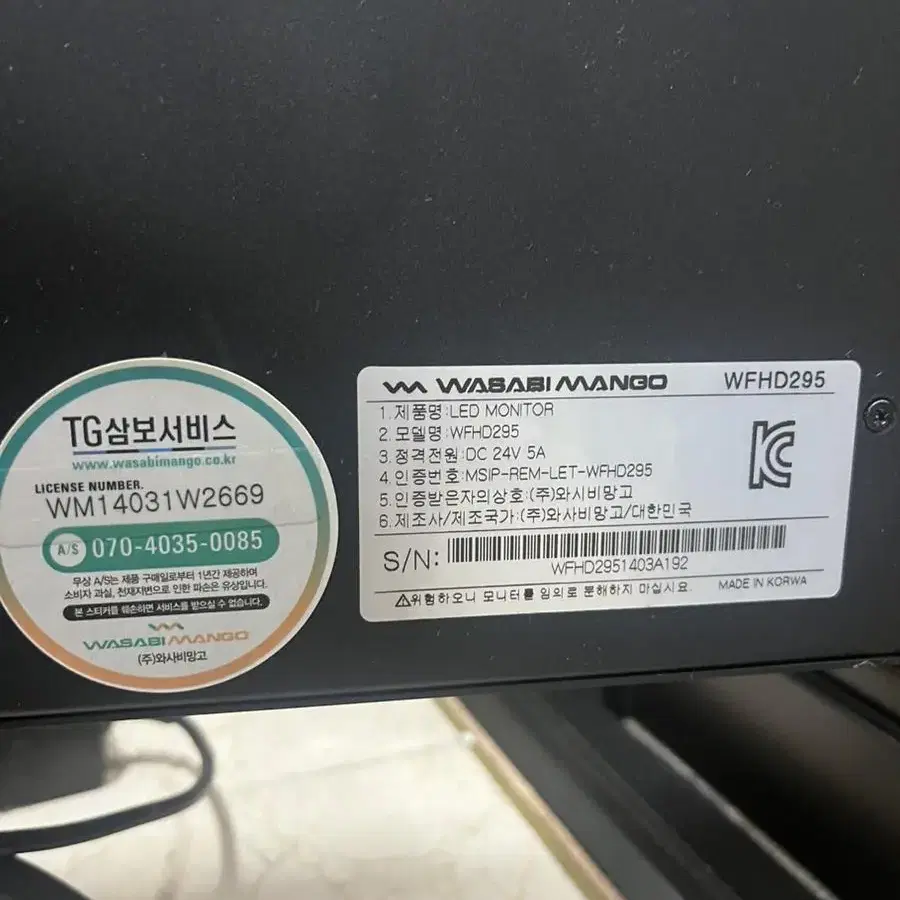 TG삼보서비스
www.wasabimango.co.kr
LICENSE NUMBER.
WM14031W2669
A/S 070-4035-0085
무상 A/S는 제품 구매일로부터 1년간 제공하며
소비자 과실, 천재지변으로 인한 파손은 유상입니다.
본 스티커를 훼손하면 서비스를 받으실 수 없습니다.
WASABI MANGO
(주)와사비망고
WASABI MANGO WFHD295
1. 제품명:LED MONITOR
2. 모델명:WFHD295
3. 정격전원:DC 24V 5A
4. 인증번호:MSIP-REM-LET-WFHD295
5. 인증받은자의상호:(주)와시비망고
6. 제조사/제조국가:(주)와사비망고/대한민국
S/N:
WFHD2951403A192
⚠위험하오니 모니터를 임의로 분해하지 마십시요.
MADE IN KORWA